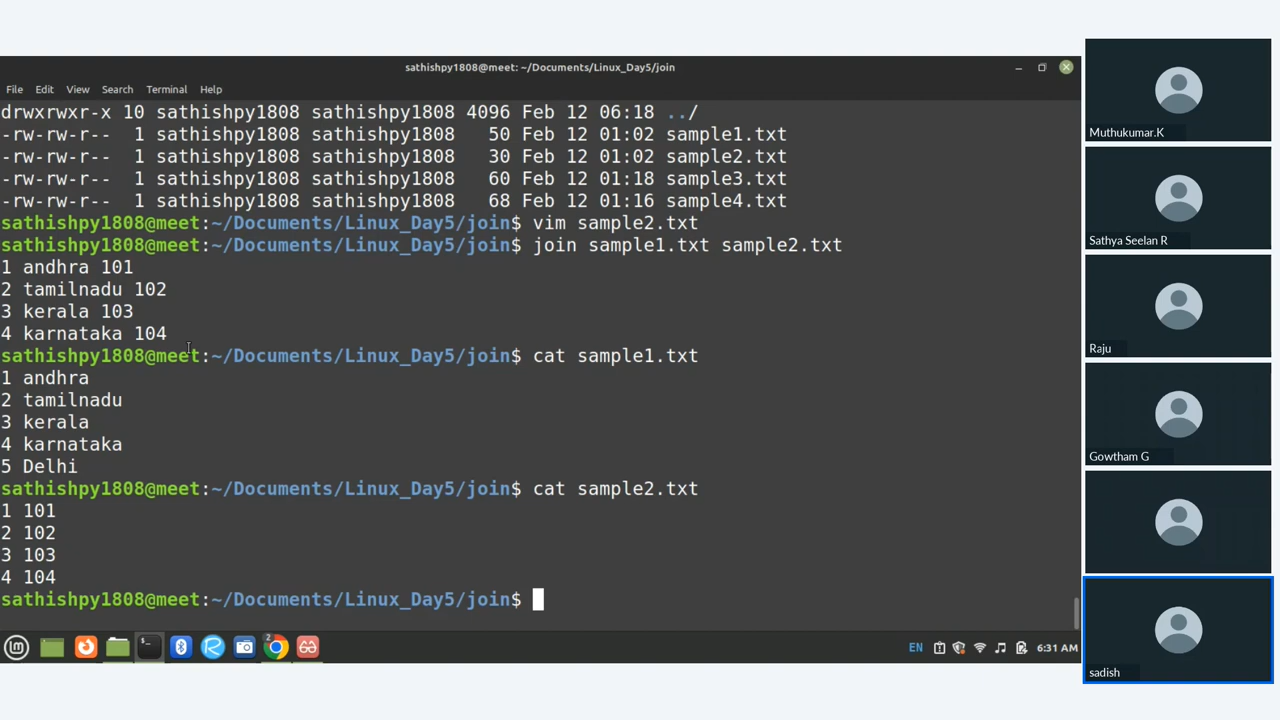 sathishpy1808@meet: ~/Documents/Linux_Day5/join
File Edit View Search Terminal Help
drwxrwxr-x 10 sathishpy1808 sathishpy1808 4096 Feb 12 06:18 ../
-rw-rw-r-- 1 sathishpy1808 sathishpy1808 50 Feb 12 01:02 sample1.txt
-rw-rw-r-- 1 sathishpy1808 sathishpy1808 30 Feb 12 01:02 sample2.txt
-rw-rw-r-- 1 sathishpy1808 sathishpy1808 60 Feb 12 01:18 sample3.txt
-rw-rw-r-- 1 sathishpy1808 sathishpy1808 68 Feb 12 01:16 sample4.txt
sathishpy1808@meet:~/Documents/Linux_Day5/join$ vim sample2.txt
sathishpy1808@meet:~/Documents/Linux_Day5/join$ join sample1.txt sample2.txt
1 andhra 101
2 tamilnadu 102
3 kerala 103
4 karnataka 104
sathishpy1808@meet:~/Documents/Linux_Day5/join$ cat sample1.txt
1 andhra
2 tamilnadu
3 kerala
4 karnataka
5 Delhi
sathishpy1808@meet:~/Documents/Linux_Day5/join$ cat sample2.txt
1 101
2 102
3 103
4 104
sathishpy1808@meet:~/Documents/Linux_Day5/join$
2
EN 6:31 AM
Muthukumar.K
Sathya Seelan R
Raju
Gowtham G
sadish